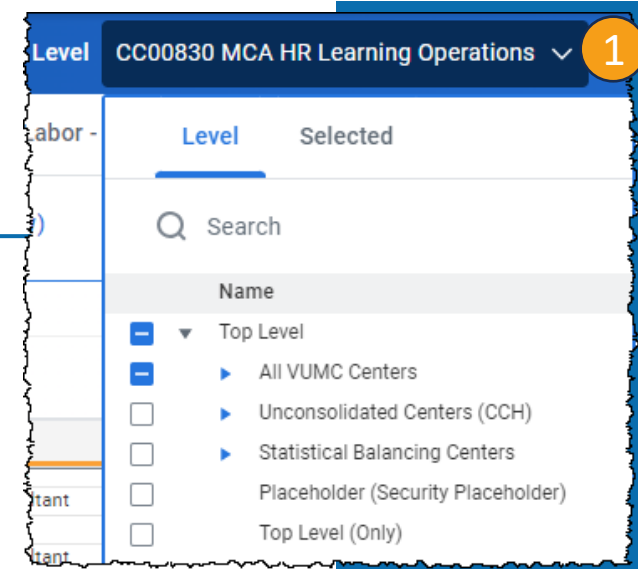 Level CC00830 MCA HR Learning Operations 1
Labor -
Level Selected
Search
Name
Top Level
All VUMC Centers
Unconsolidated Centers (CCH)
Statistical Balancing Centers
Placeholder (Security Placeholder)
Top Level (Only)